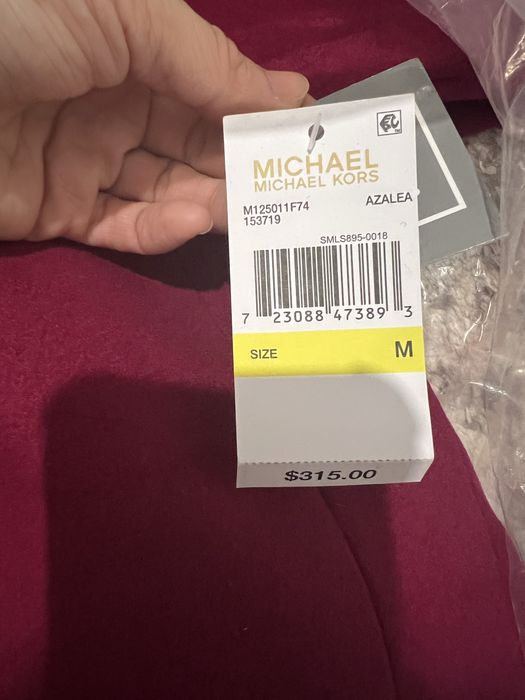 MICHAEL
MICHAEL KORS
M125011F74 AZALEA
153719
SMLS895-0018
7 23088 47389 3
SIZE M
$315.00